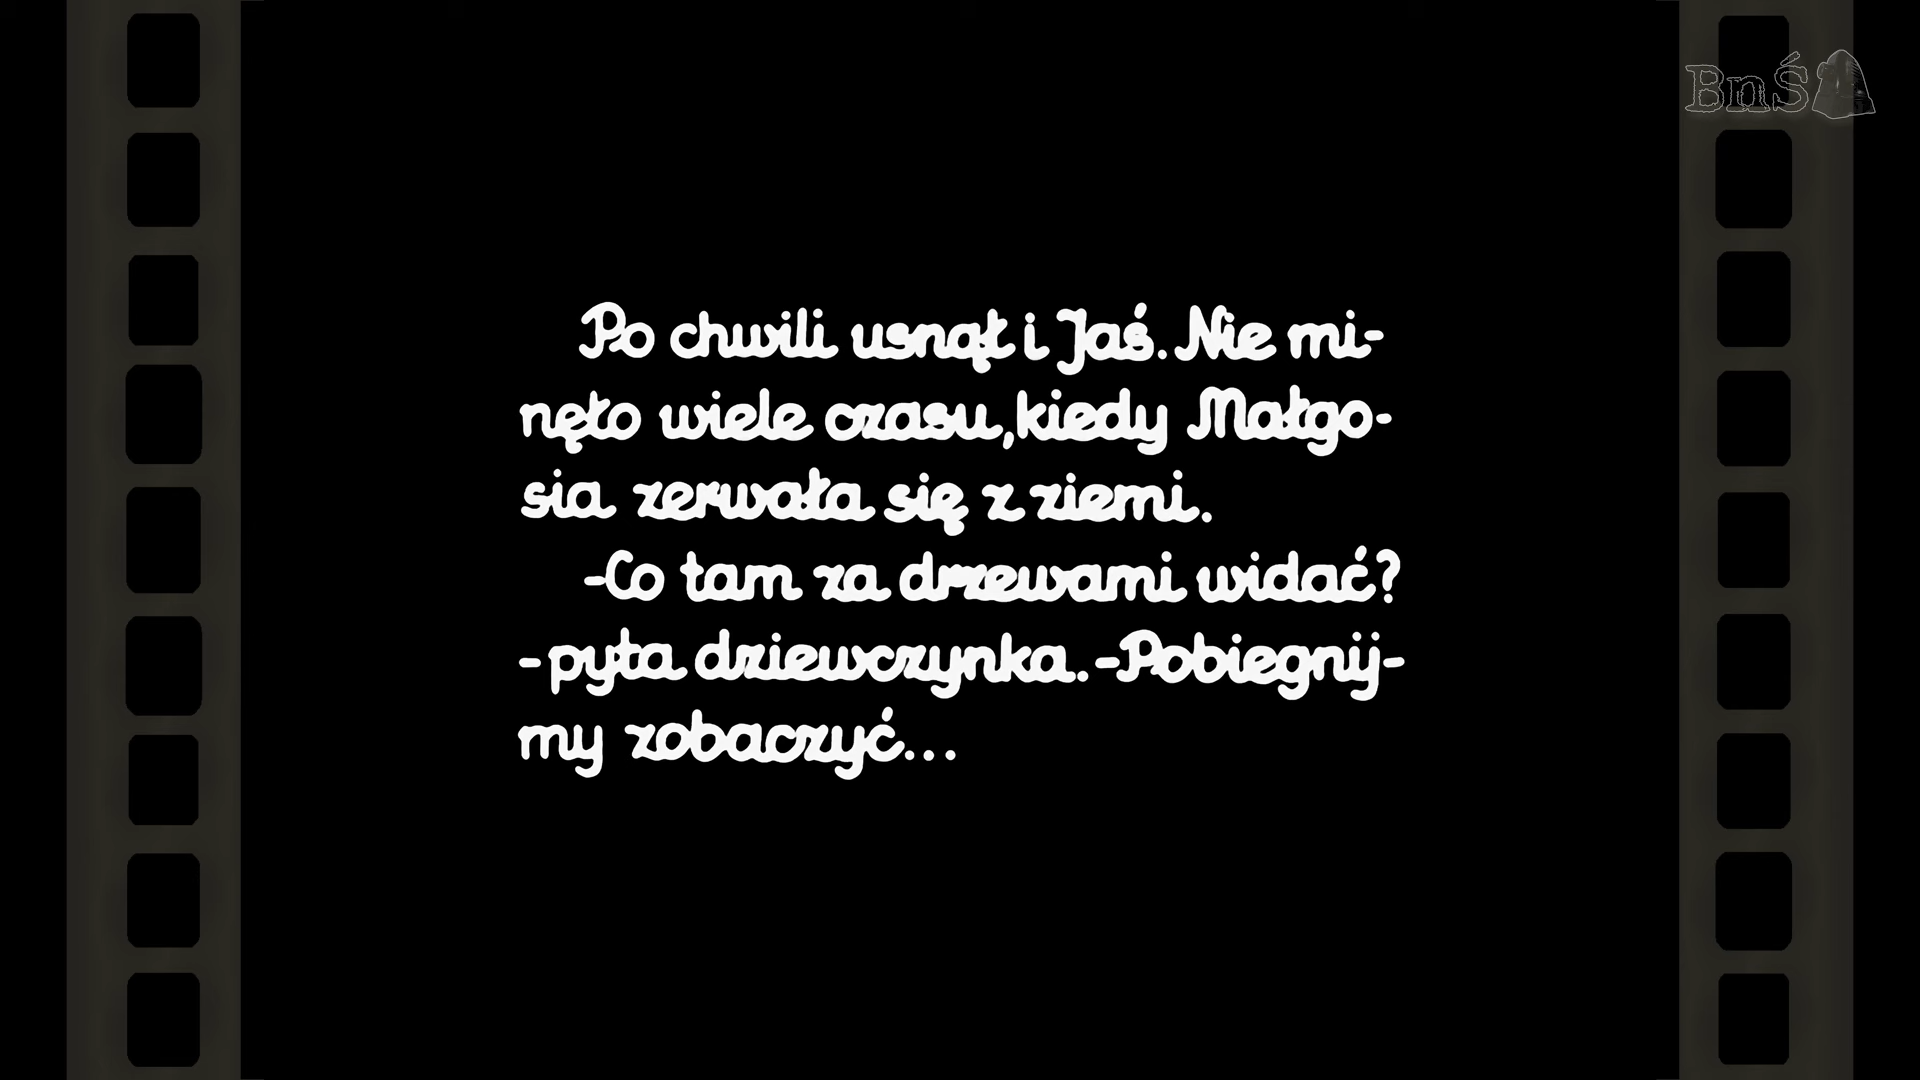 BnŚ
Po chwili usnął i Jaś. Nie mi-
nęło wiele czasu, kiedy Małgo-
sia zerwała się z ziemi.
-Co tam za drzewami widać?
-pyta dziewczynka.-Pobiegnij-
my zobaczyć...